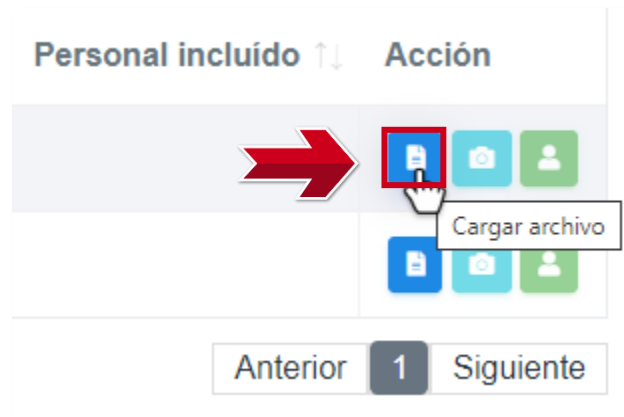 Personal incluído Acción
Cargar archivo
Anterior 1 Siguiente